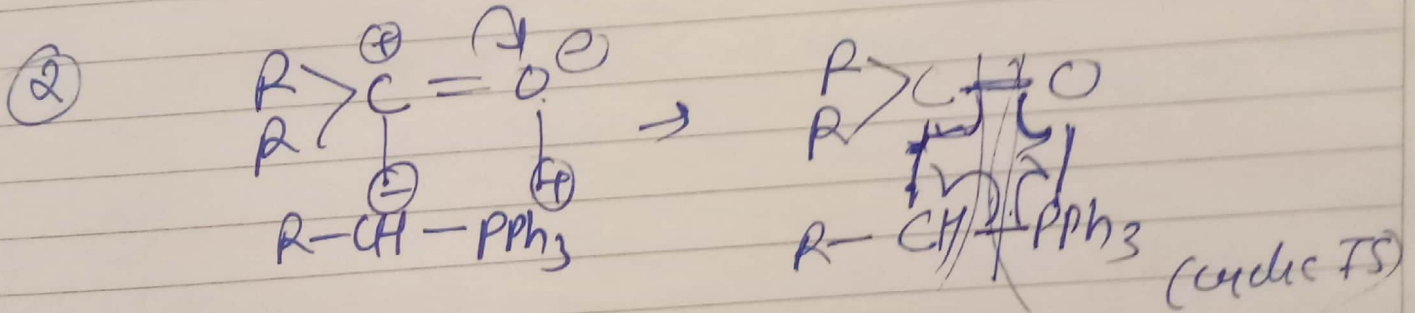 ② R R C ⊕ = O ⊖ → R R C = O
R-CH ⊖ - PPh₃ ⊕ R- CH - PPh₃
(cyclic TS)